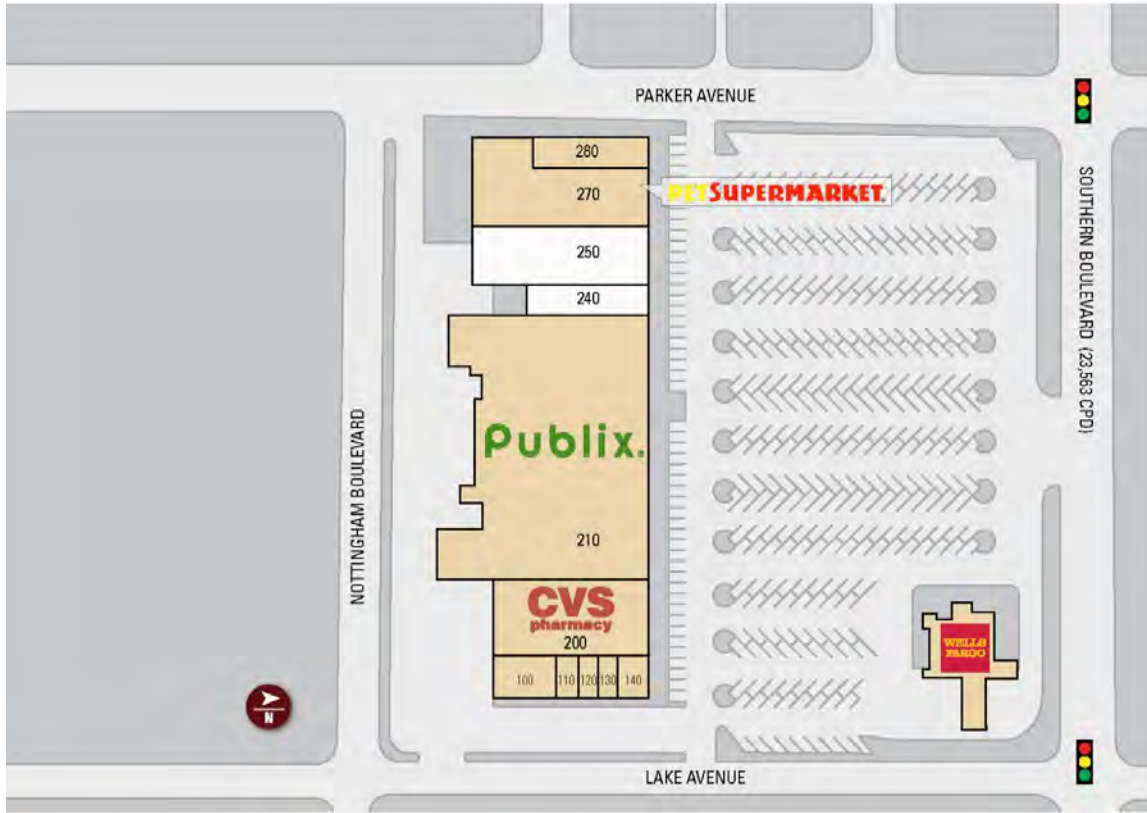 PARKER AVENUE
280
270
PETSUPERMARKET.
250
240
SOUTHERN BOULEVARD (23,563 CPD)
NOTTINGHAM BOULEVARD
Publix.
210
CVS
pharmacy
200
100 110 120 130 140
WELLS
FARGO
N
LAKE AVENUE